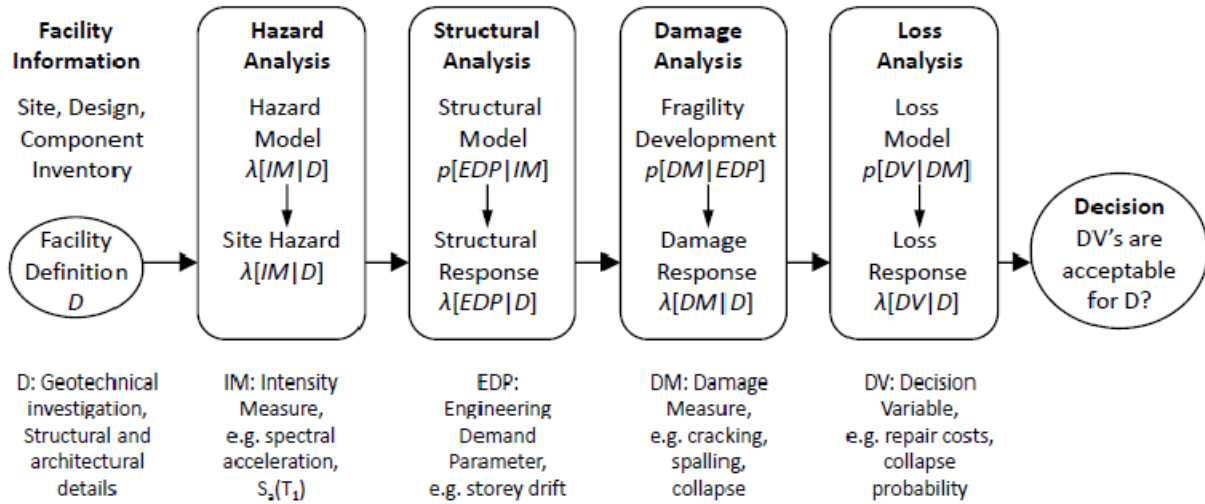 Facility
Information
Site, Design,
Component
Inventory
Facility
Definition
D
Hazard
Analysis
Hazard
Model
λ[IM|D]
Site Hazard
λ[IM|D]
Structural
Analysis
Structural
Model
p[EDP|IM]
Structural
Response
λ[EDP|D]
Damage
Analysis
Fragility
Development
p[DM|EDP]
Damage
Response
λ[DM|D]
Loss
Analysis
Loss
Model
p[DV|DM]
Loss
Response
λ[DV|D]
Decision
DV's are
acceptable
for D?
D: Geotechnical
investigation,
Structural and
architectural
details
IM: Intensity
Measure,
e.g. spectral
acceleration,
Sₐ(T₁)
EDP:
Engineering
Demand
Parameter,
e.g. storey drift
DM: Damage
Measure,
e.g. cracking,
spalling,
collapse
DV: Decision
Variable,
e.g. repair costs,
collapse
probability